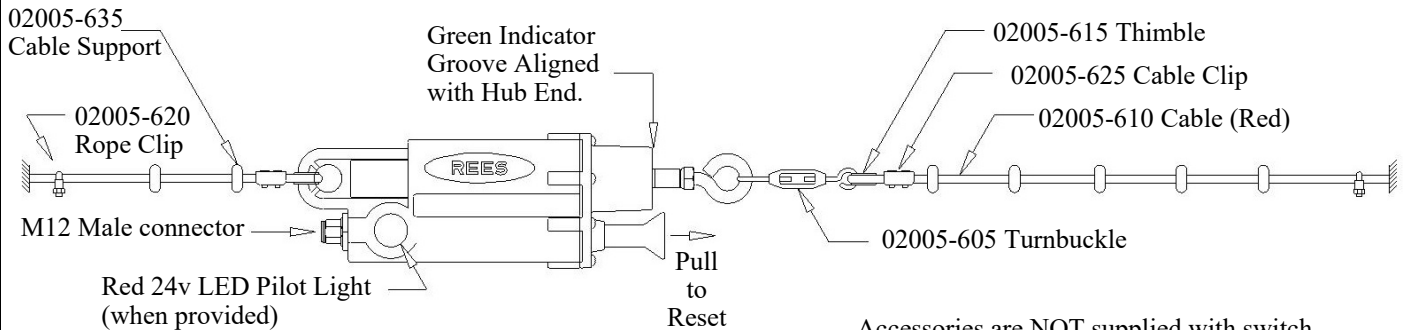 02005-635
Cable Support
02005-620
Rope Clip
Green Indicator
Groove Aligned
with Hub End.
REES
02005-615 Thimble
02005-625 Cable Clip
02005-610 Cable (Red)
M12 Male connector
Red 24v LED Pilot Light
(when provided)
Pull
to
Reset
02005-605 Turnbuckle
Accessories are NOT supplied with switch